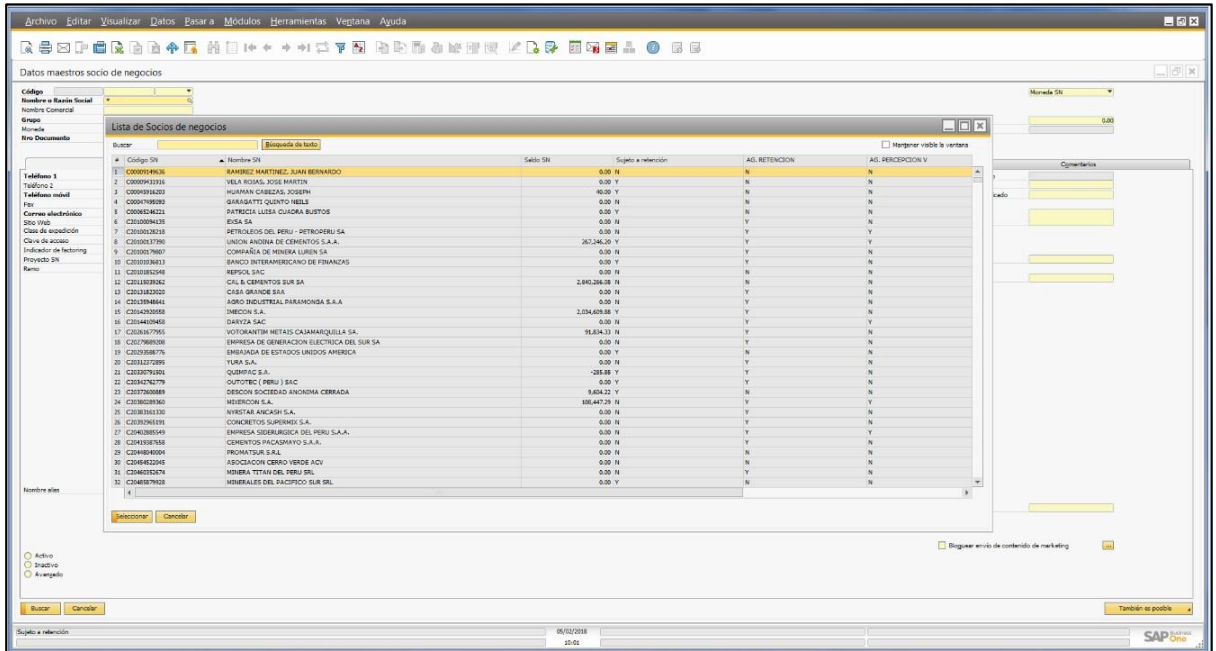 Archivo Editar Visualizar Datos Pasar a Módulos Herramientas Ventana Ayuda
Datos maestros socio de negocios
Código
Nombre o Razón Social *
Nombre Comercial
Grupo
Moneda
Nro Documento
Moneda SN
0.00
Comentarios
Teléfono 1
Teléfono 2
Teléfono móvil
Fax
Correo electrónico
Sitio Web
Clase de expedición
Clave de acceso
Indicador de factoring
Proyecto SN
Ramo
Nombre alias
Lista de Socios de negocios
Buscar Búsqueda de texto Mantener visible la ventana
# Código SN Nombre SN Saldo SN Sujeto a retención AG. RETENCION AG. PERCEPCION V
1 C00009149636 RAMIREZ MARTINEZ, JUAN BERNARDO 0.00 N N N
2 C00009431916 VELA ROJAS, JOSE MARTIN 0.00 Y N N
3 C00041916203 HUAMAN CABEZAS, JOSEPH 40.00 Y N N
4 C00047495093 GARAGATTI QUINTO NEILS 0.00 N N N
5 C00065246221 PATRICIA LUISA CUADRA BUSTOS 0.00 Y N N
6 C20100094135 EXSA SA 0.00 N Y N
7 C20100128218 PETROLEOS DEL PERU - PETROPERU SA 0.00 N Y Y
8 C20100137390 UNION ANDINA DE CEMENTOS S.A.A. 267,246.20 Y Y Y
9 C20100179807 COMPAÑÍA DE MINERA LUREN SA 0.00 N Y N
10 C20101036813 BANCO INTERAMERICANO DE FINANZAS 0.00 N Y N
11 C20101852548 REPSOL SAC 0.00 N N N
12 C20115039262 CAL & CEMENTOS SUR SA 2,840,266.08 N Y N
13 C20131823020 CASA GRANDE SAA 0.00 N Y N
14 C20135948641 AGRO INDUSTRIAL PARAMONGA S.A.A 0.00 N Y N
15 C20142920558 IMECON S.A. 2,034,609.88 Y Y N
16 C20144109458 DARYZA SAC 0.00 N Y N
17 C20261677955 VOTORANTIM METAIS CAJAMARQUILLA SA. 91,834.33 N Y N
18 C20279889208 EMPRESA DE GENERACION ELECTRICA DEL SUR SA 0.00 N Y N
19 C20293588776 EMBAJADA DE ESTADOS UNIDOS AMERICA 0.00 Y N N
20 C20312372895 YURA S.A. 0.00 N Y N
21 C20330791501 QUIMPAC S.A. -285.88 Y Y N
22 C20342762779 OUTOTEC ( PERU ) SAC 0.00 Y Y N
23 C20372600889 DESCON SOCIEDAD ANONIMA CERRADA 9,604.22 Y N N
24 C20380289360 MIXERCON S.A. 108,447.29 N Y Y
25 C20383161330 NYRSTAR ANCASH S.A. 0.00 N Y N
26 C20392965191 CONCRETOS SUPERMIX S.A. 0.00 N Y N
27 C20402885549 EMPRESA SIDERURGICA DEL PERU S.A.A. 0.00 N Y Y
28 C20419387658 CEMENTOS PACASMAYO S.A.A. 0.00 N Y N
29 C20448040004 PROMATSUR S.R.L 0.00 N N N
30 C20454522045 ASOCIACON CERRO VERDE ACV 0.00 N N N
31 C20460352674 MINERA TITAN DEL PERU SRL 0.00 N Y N
32 C20485879928 MINERALES DEL PACIFICO SUR SRL 0.00 Y N N
Seleccionar Cancelar
Bloquear envío de contenido de marketing
Activo
Inactivo
Avanzado
Buscar Cancelar
También es posible
Sujeto a retención
05/02/2018
10:01
SAP Business One